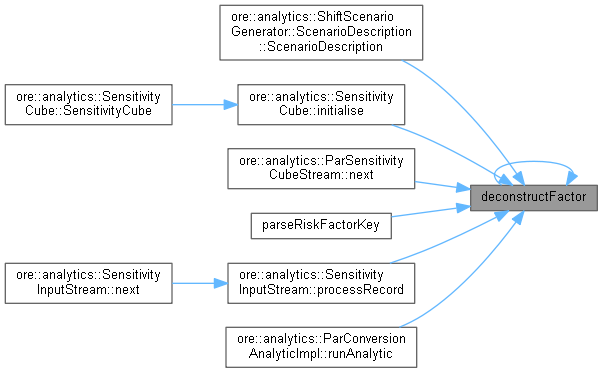 ore::analytics::ShiftScenario
Generator::ScenarioDescription
::ScenarioDescription
ore::analytics::Sensitivity
Cube::SensitivityCube
ore::analytics::Sensitivity
Cube::initialise
ore::analytics::ParSensitivity
CubeStream::next
deconstructFactor
parseRiskFactorKey
ore::analytics::Sensitivity
InputStream::next
ore::analytics::Sensitivity
InputStream::processRecord
ore::analytics::ParConversion
AnalyticImpl::runAnalytic